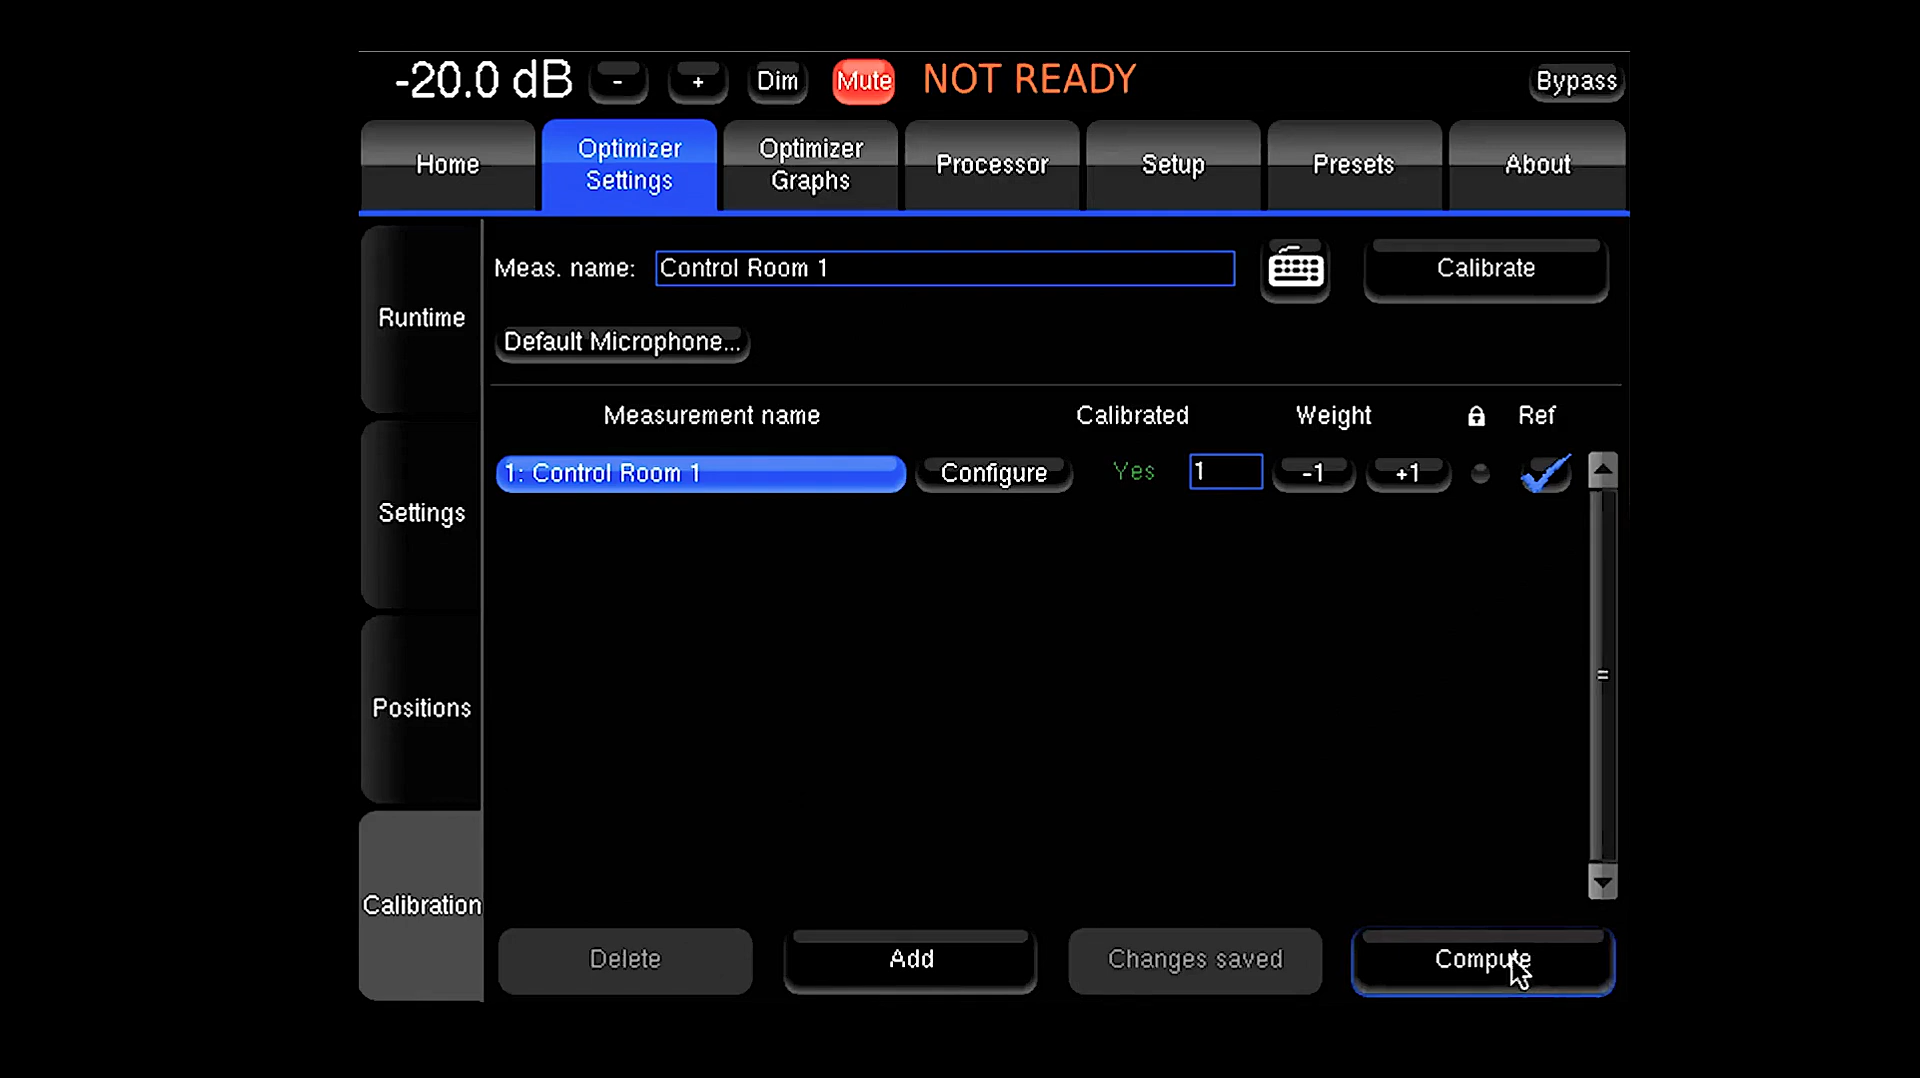 -20.0 dB - + Dim Mute NOT READY Bypass
Home Optimizer Settings Optimizer Graphs Processor Setup Presets About
Meas. name: Control Room 1 Calibrate
Runtime
Default Microphone...
Measurement name Calibrated Weight Ref
1: Control Room 1 Configure Yes 1 -1 +1
Settings
Positions
Calibration
Delete Add Changes saved Compute